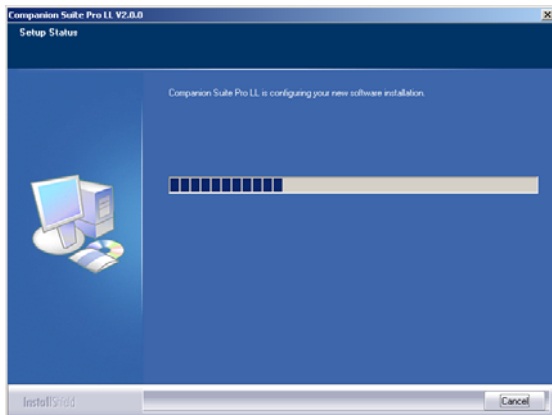 Companion Suite Pro LL V2.0.0
Setup Status
Companion Suite Pro LL is configuring your new software installation.
InstallShield
Cancel